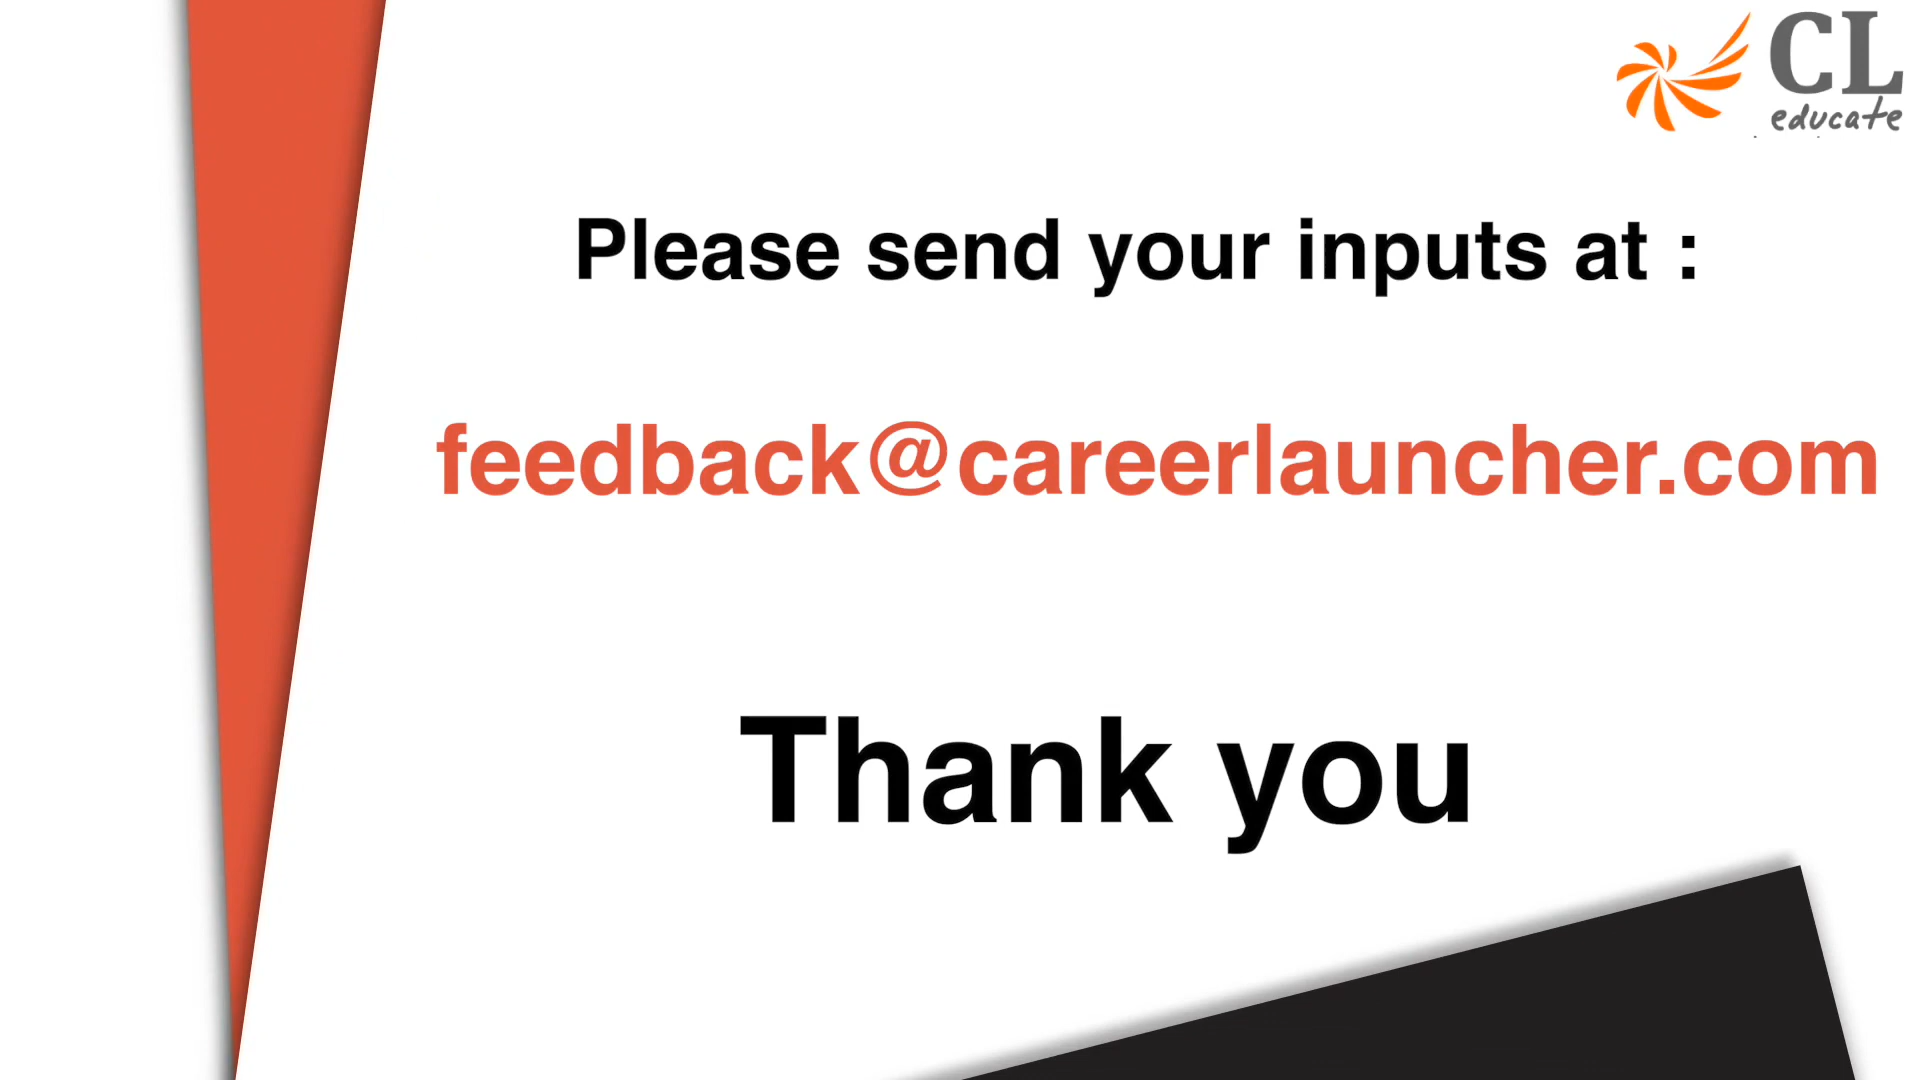 CL
educate
Please send your inputs at :
feedback@careerlauncher.com
Thank you